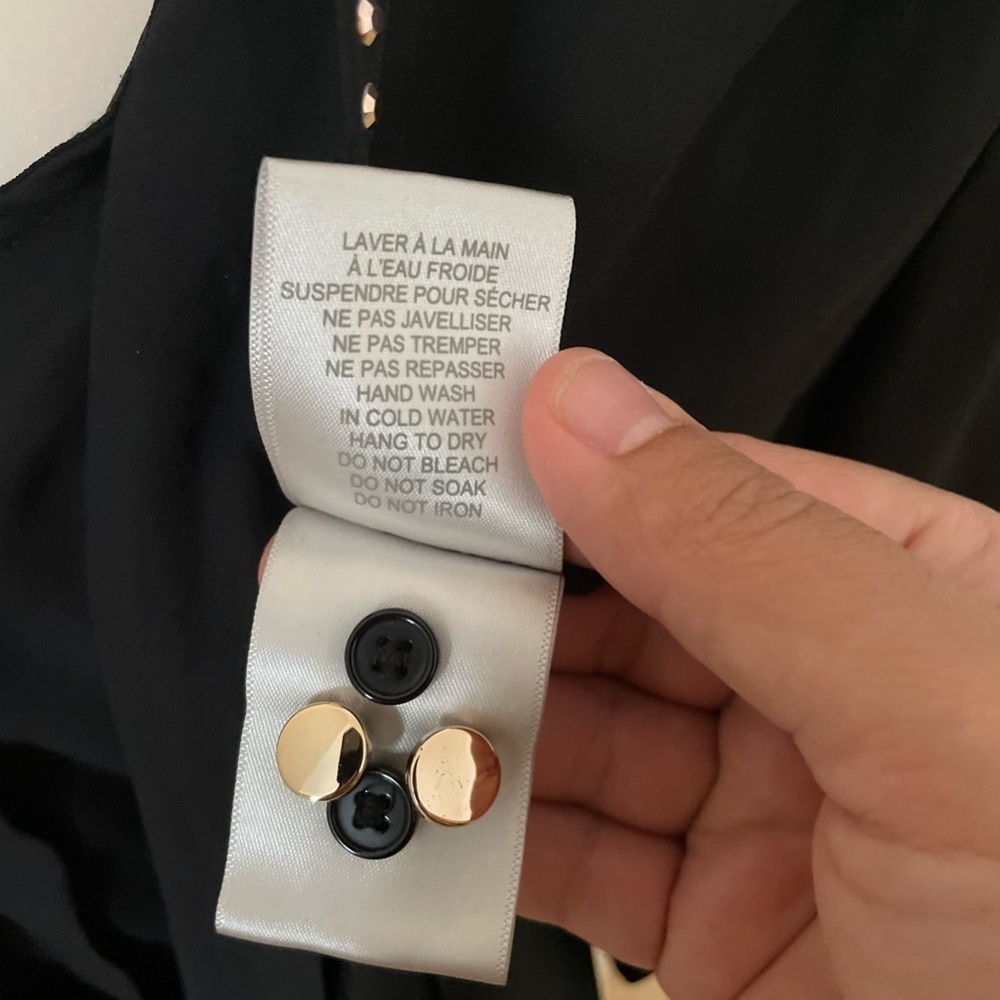 LAVER À LA MAIN
À L'EAU FROIDE
SUSPENDRE POUR SÉCHER
NE PAS JAVELLISER
NE PAS TREMPER
NE PAS REPASSER
HAND WASH
IN COLD WATER
HANG TO DRY
DO NOT BLEACH
DO NOT SOAK
DO NOT IRON